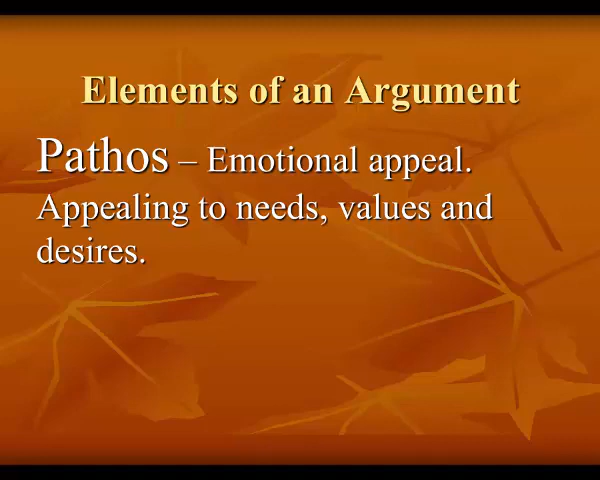 Elements of an Argument
Pathos – Emotional appeal.
Appealing to needs, values and
desires.